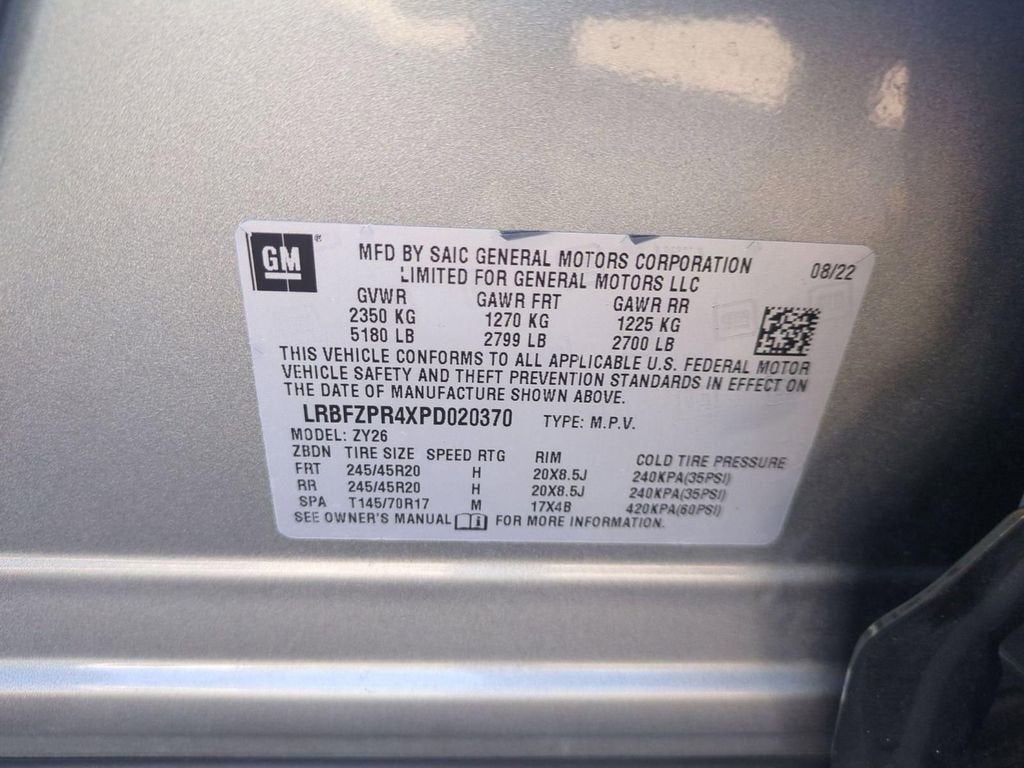 GM
MFD BY SAIC GENERAL MOTORS CORPORATION
LIMITED FOR GENERAL MOTORS LLC
08/22
GVWR GAWR FRT GAWR RR
2350 KG 1270 KG 1225 KG
5180 LB 2799 LB 2700 LB
THIS VEHICLE CONFORMS TO ALL APPLICABLE U.S. FEDERAL MOTOR
VEHICLE SAFETY AND THEFT PREVENTION STANDARDS IN EFFECT ON
THE DATE OF MANUFACTURE SHOWN ABOVE.
LRBFZPR4XPD020370 TYPE: M.P.V.
MODEL: ZY26
ZBDN TIRE SIZE SPEED RTG RIM COLD TIRE PRESSURE
FRT 245/45R20 H 20X8.5J 240KPA(35PSI)
RR 245/45R20 H 20X8.5J 240KPA(35PSI)
SPA T145/70R17 M 17X4B 420KPA(60PSI)
SEE OWNER'S MANUAL FOR MORE INFORMATION.